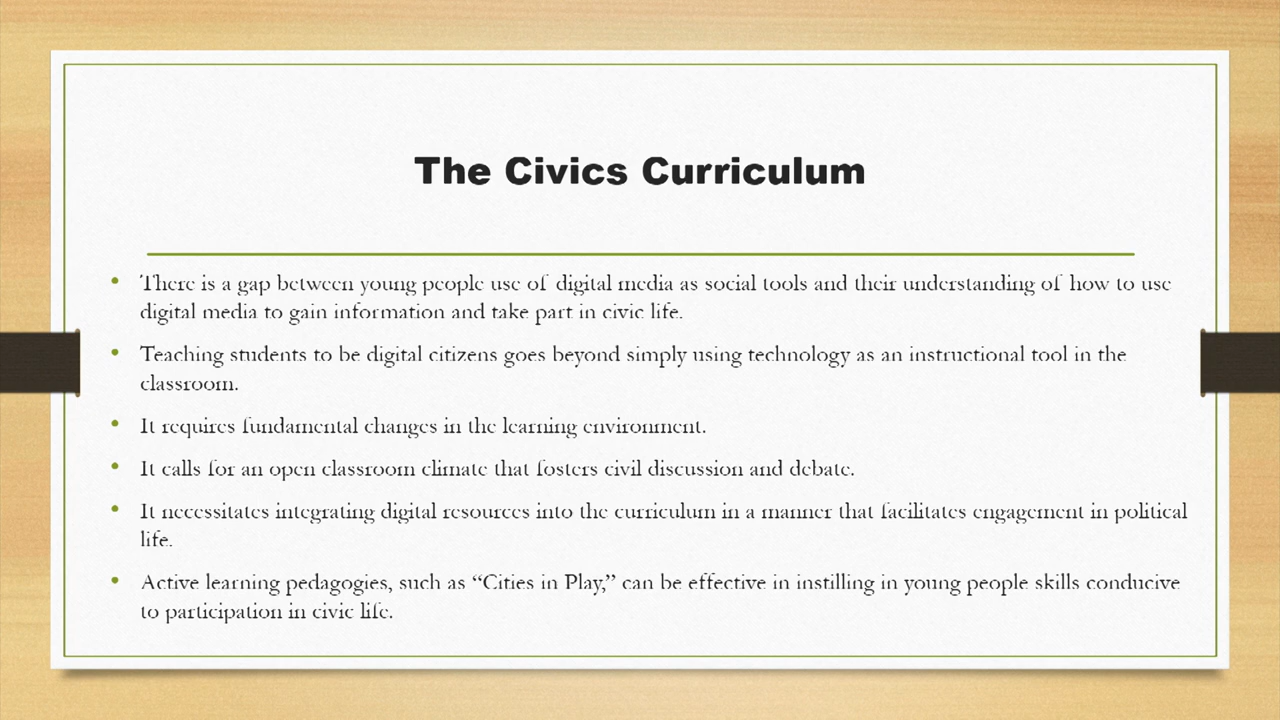 The Civics Curriculum
• There is a gap between young people use of digital media as social tools and their understanding of how to use
digital media to gain information and take part in civic life.
• Teaching students to be digital citizens goes beyond simply using technology as an instructional tool in the
classroom.
• It requires fundamental changes in the learning environment.
• It calls for an open classroom climate that fosters civil discussion and debate.
• It necessitates integrating digital resources into the curriculum in a manner that facilitates engagement in political
life.
• Active learning pedagogies, such as “Cities in Play,” can be effective in instilling in young people skills conducive
to participation in civic life.